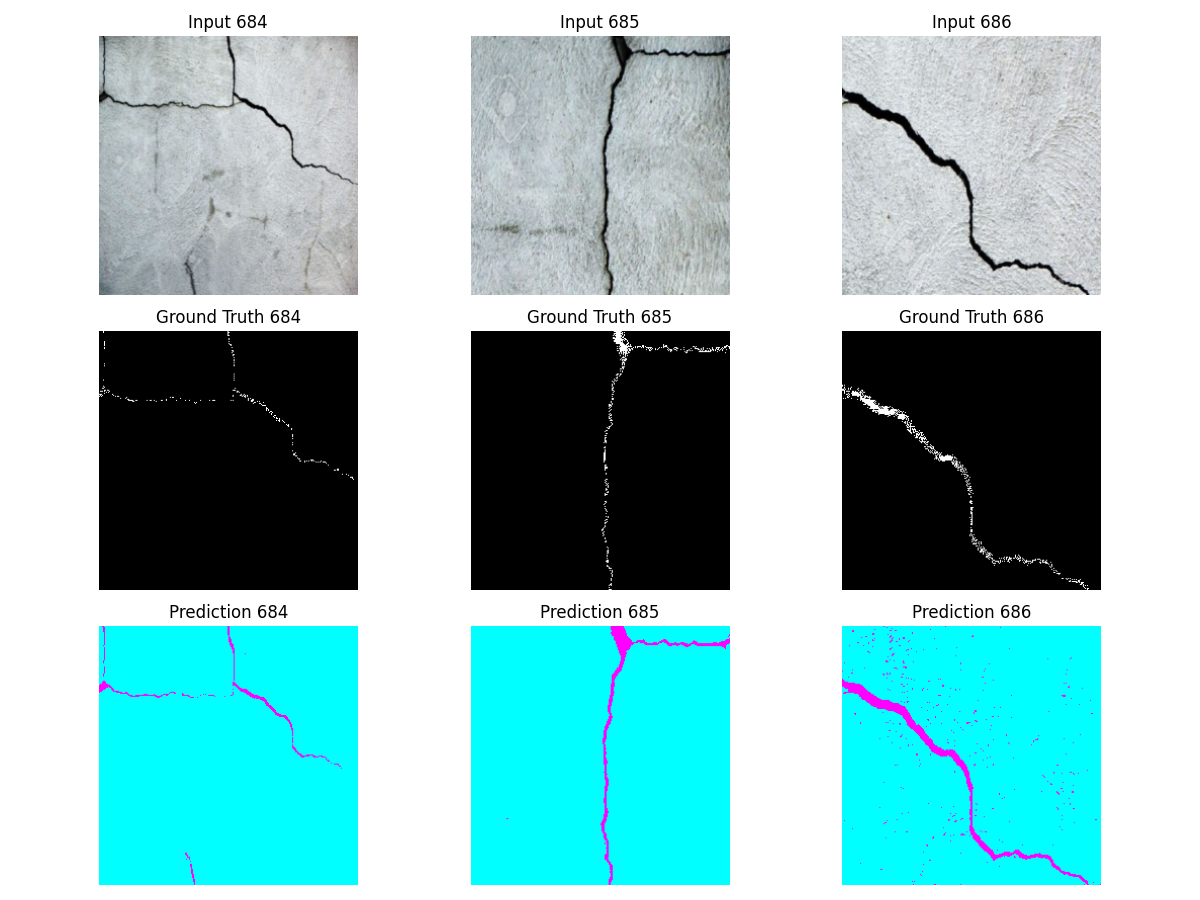 Input 684
Input 685
Input 686
Ground Truth 684
Ground Truth 685
Ground Truth 686
Prediction 684
Prediction 685
Prediction 686